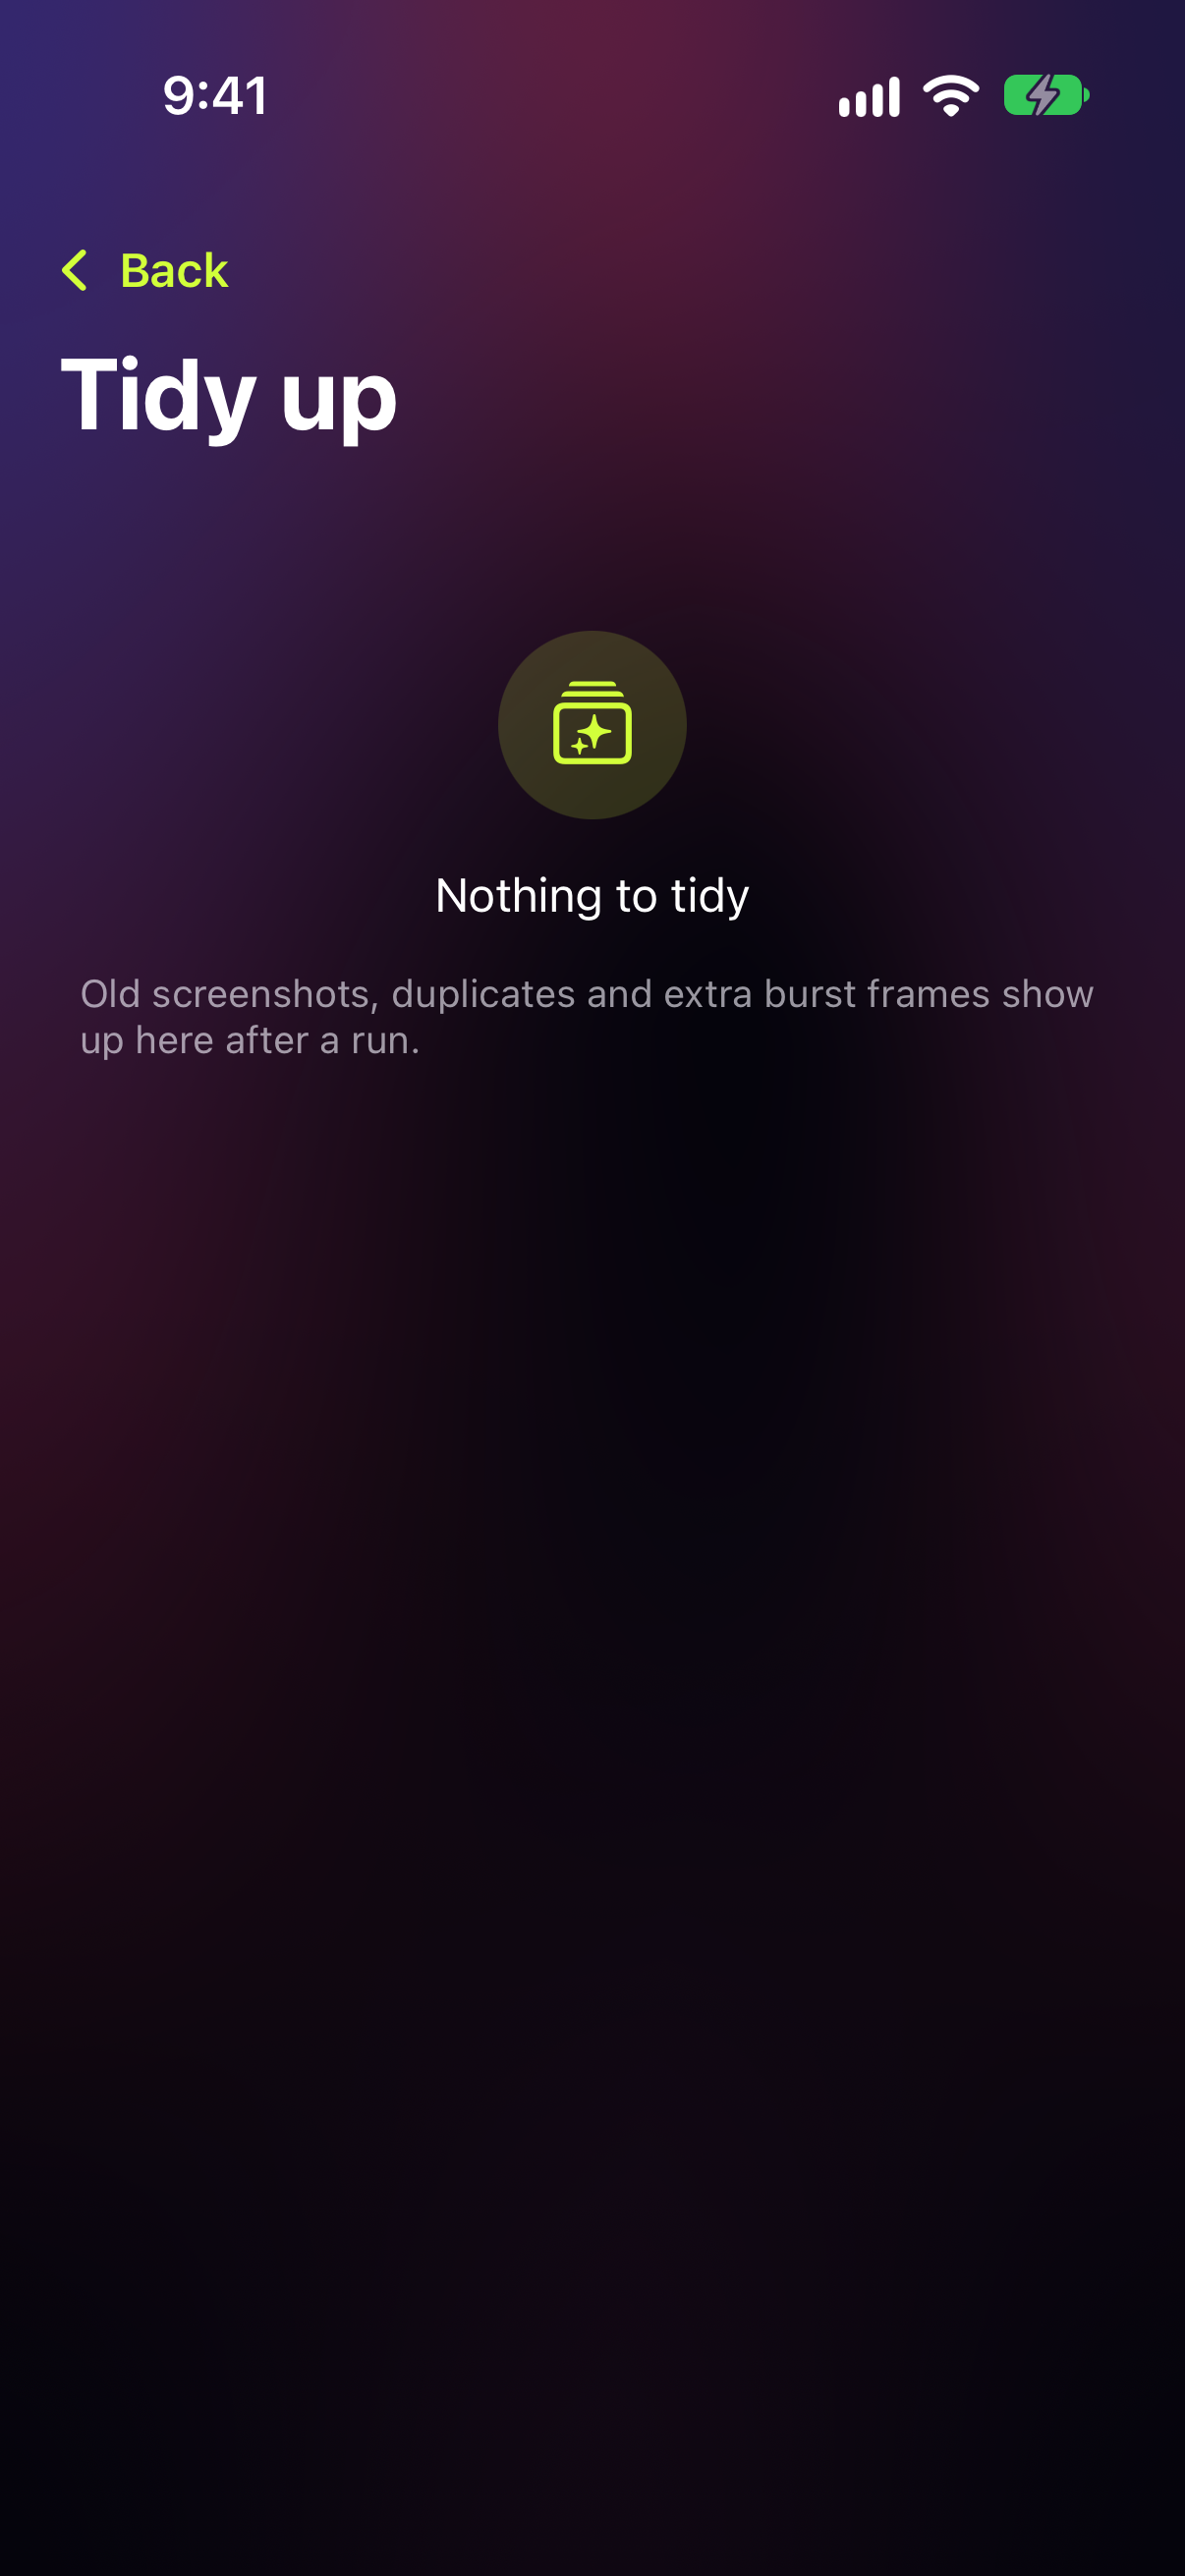 9:41
Back
Tidy up
Nothing to tidy
Old screenshots, duplicates and extra burst frames show
up here after a run.